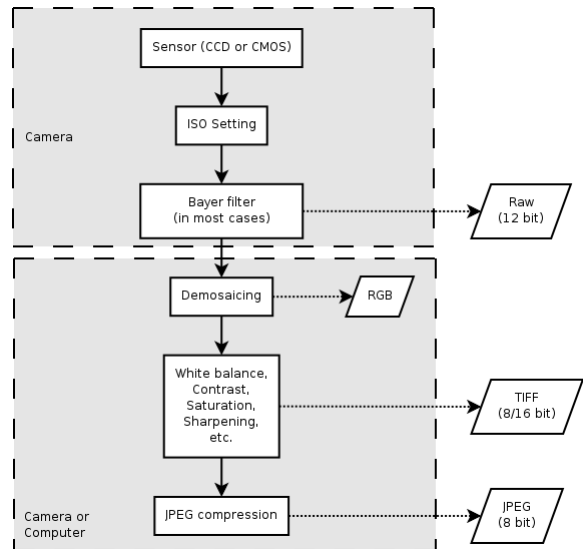 Sensor (CCD or CMOS)
ISO Setting
Camera
Bayer filter
(in most cases)
Raw
(12 bit)
Demosaicing
RGB
White balance,
Contrast,
Saturation,
Sharpening,
etc.
TIFF
(8/16 bit)
JPEG compression
JPEG
(8 bit)
Camera or
Computer